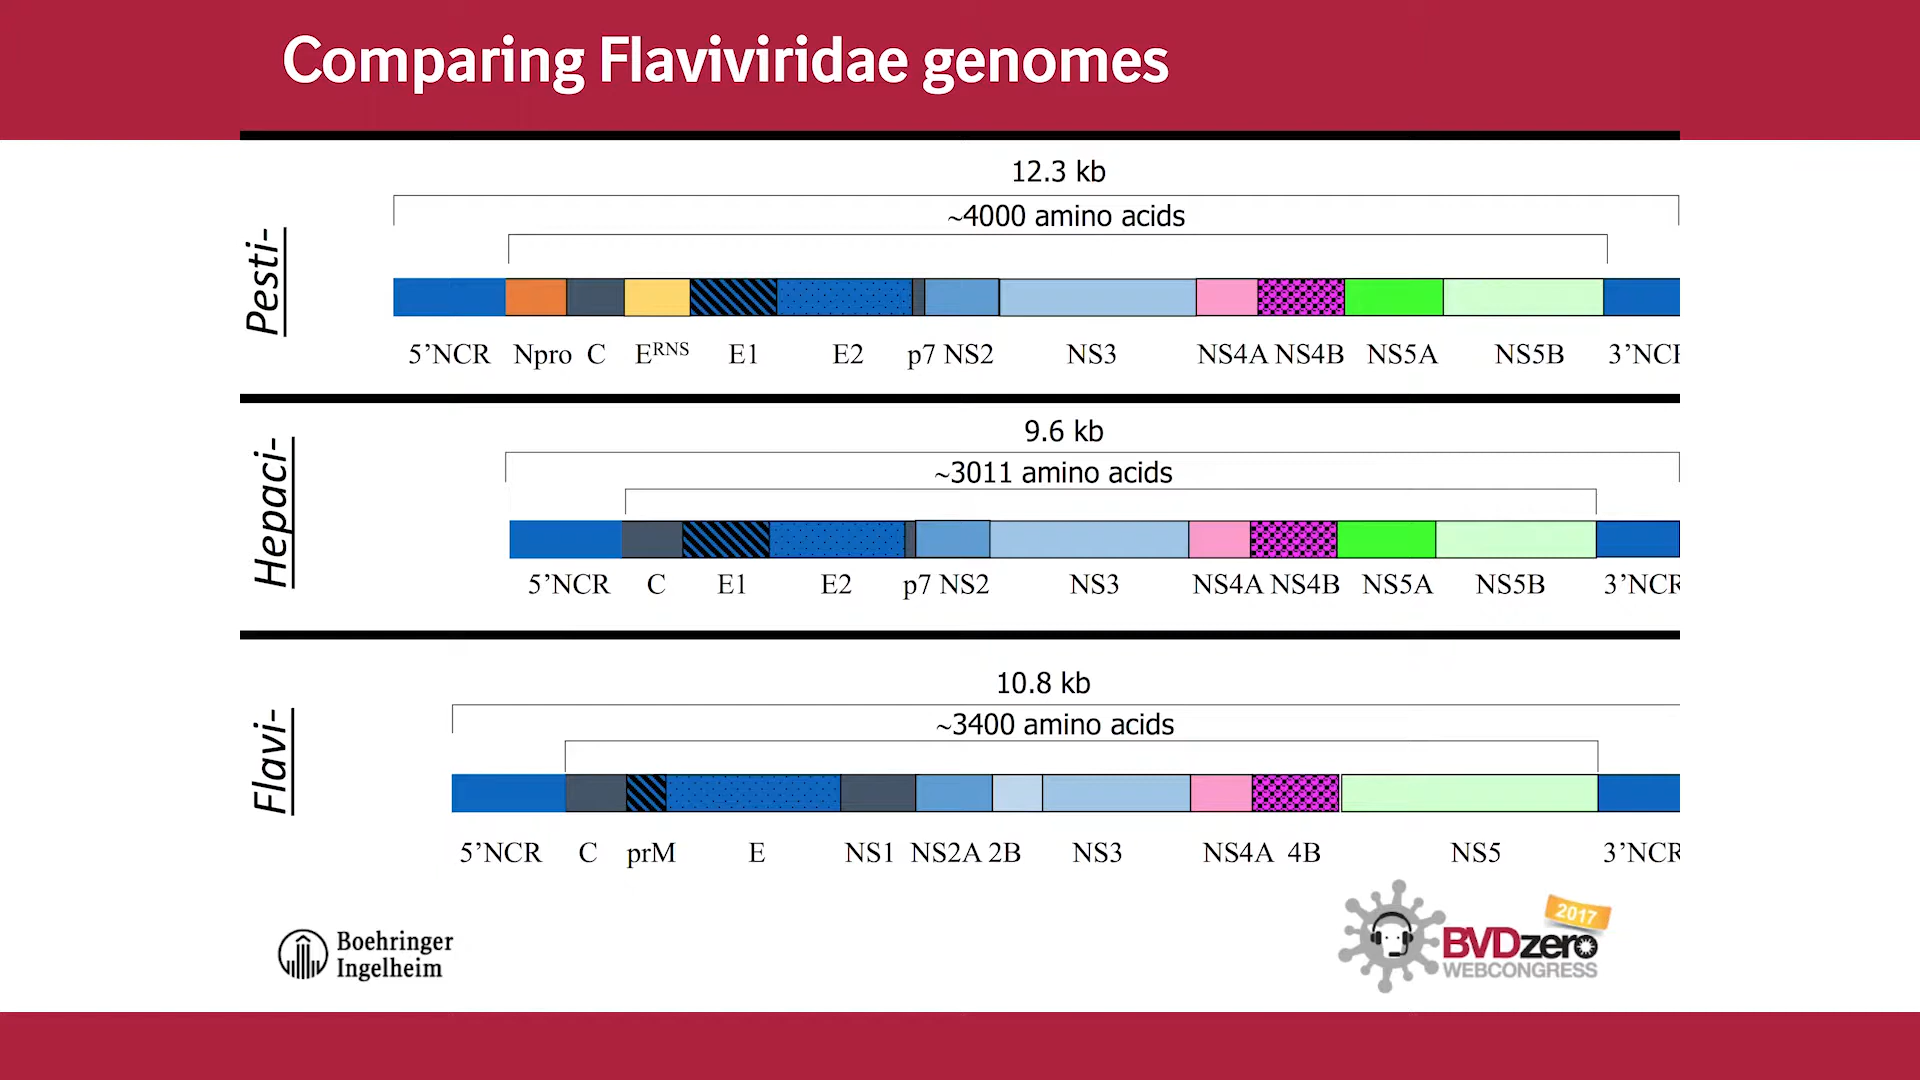 Comparing Flaviviridae genomes
12.3 kb
~4000 amino acids
Pesti-
5’NCR Npro C E^RNS E1 E2 p7 NS2 NS3 NS4A NS4B NS5A NS5B 3’NCR
9.6 kb
~3011 amino acids
Hepaci-
5’NCR C E1 E2 p7 NS2 NS3 NS4A NS4B NS5A NS5B 3’NCR
10.8 kb
~3400 amino acids
Flavi-
5’NCR C prM E NS1 NS2A 2B NS3 NS4A 4B NS5 3’NCR
Boehringer
Ingelheim
2017
BVDzero
WEBCONGRESS